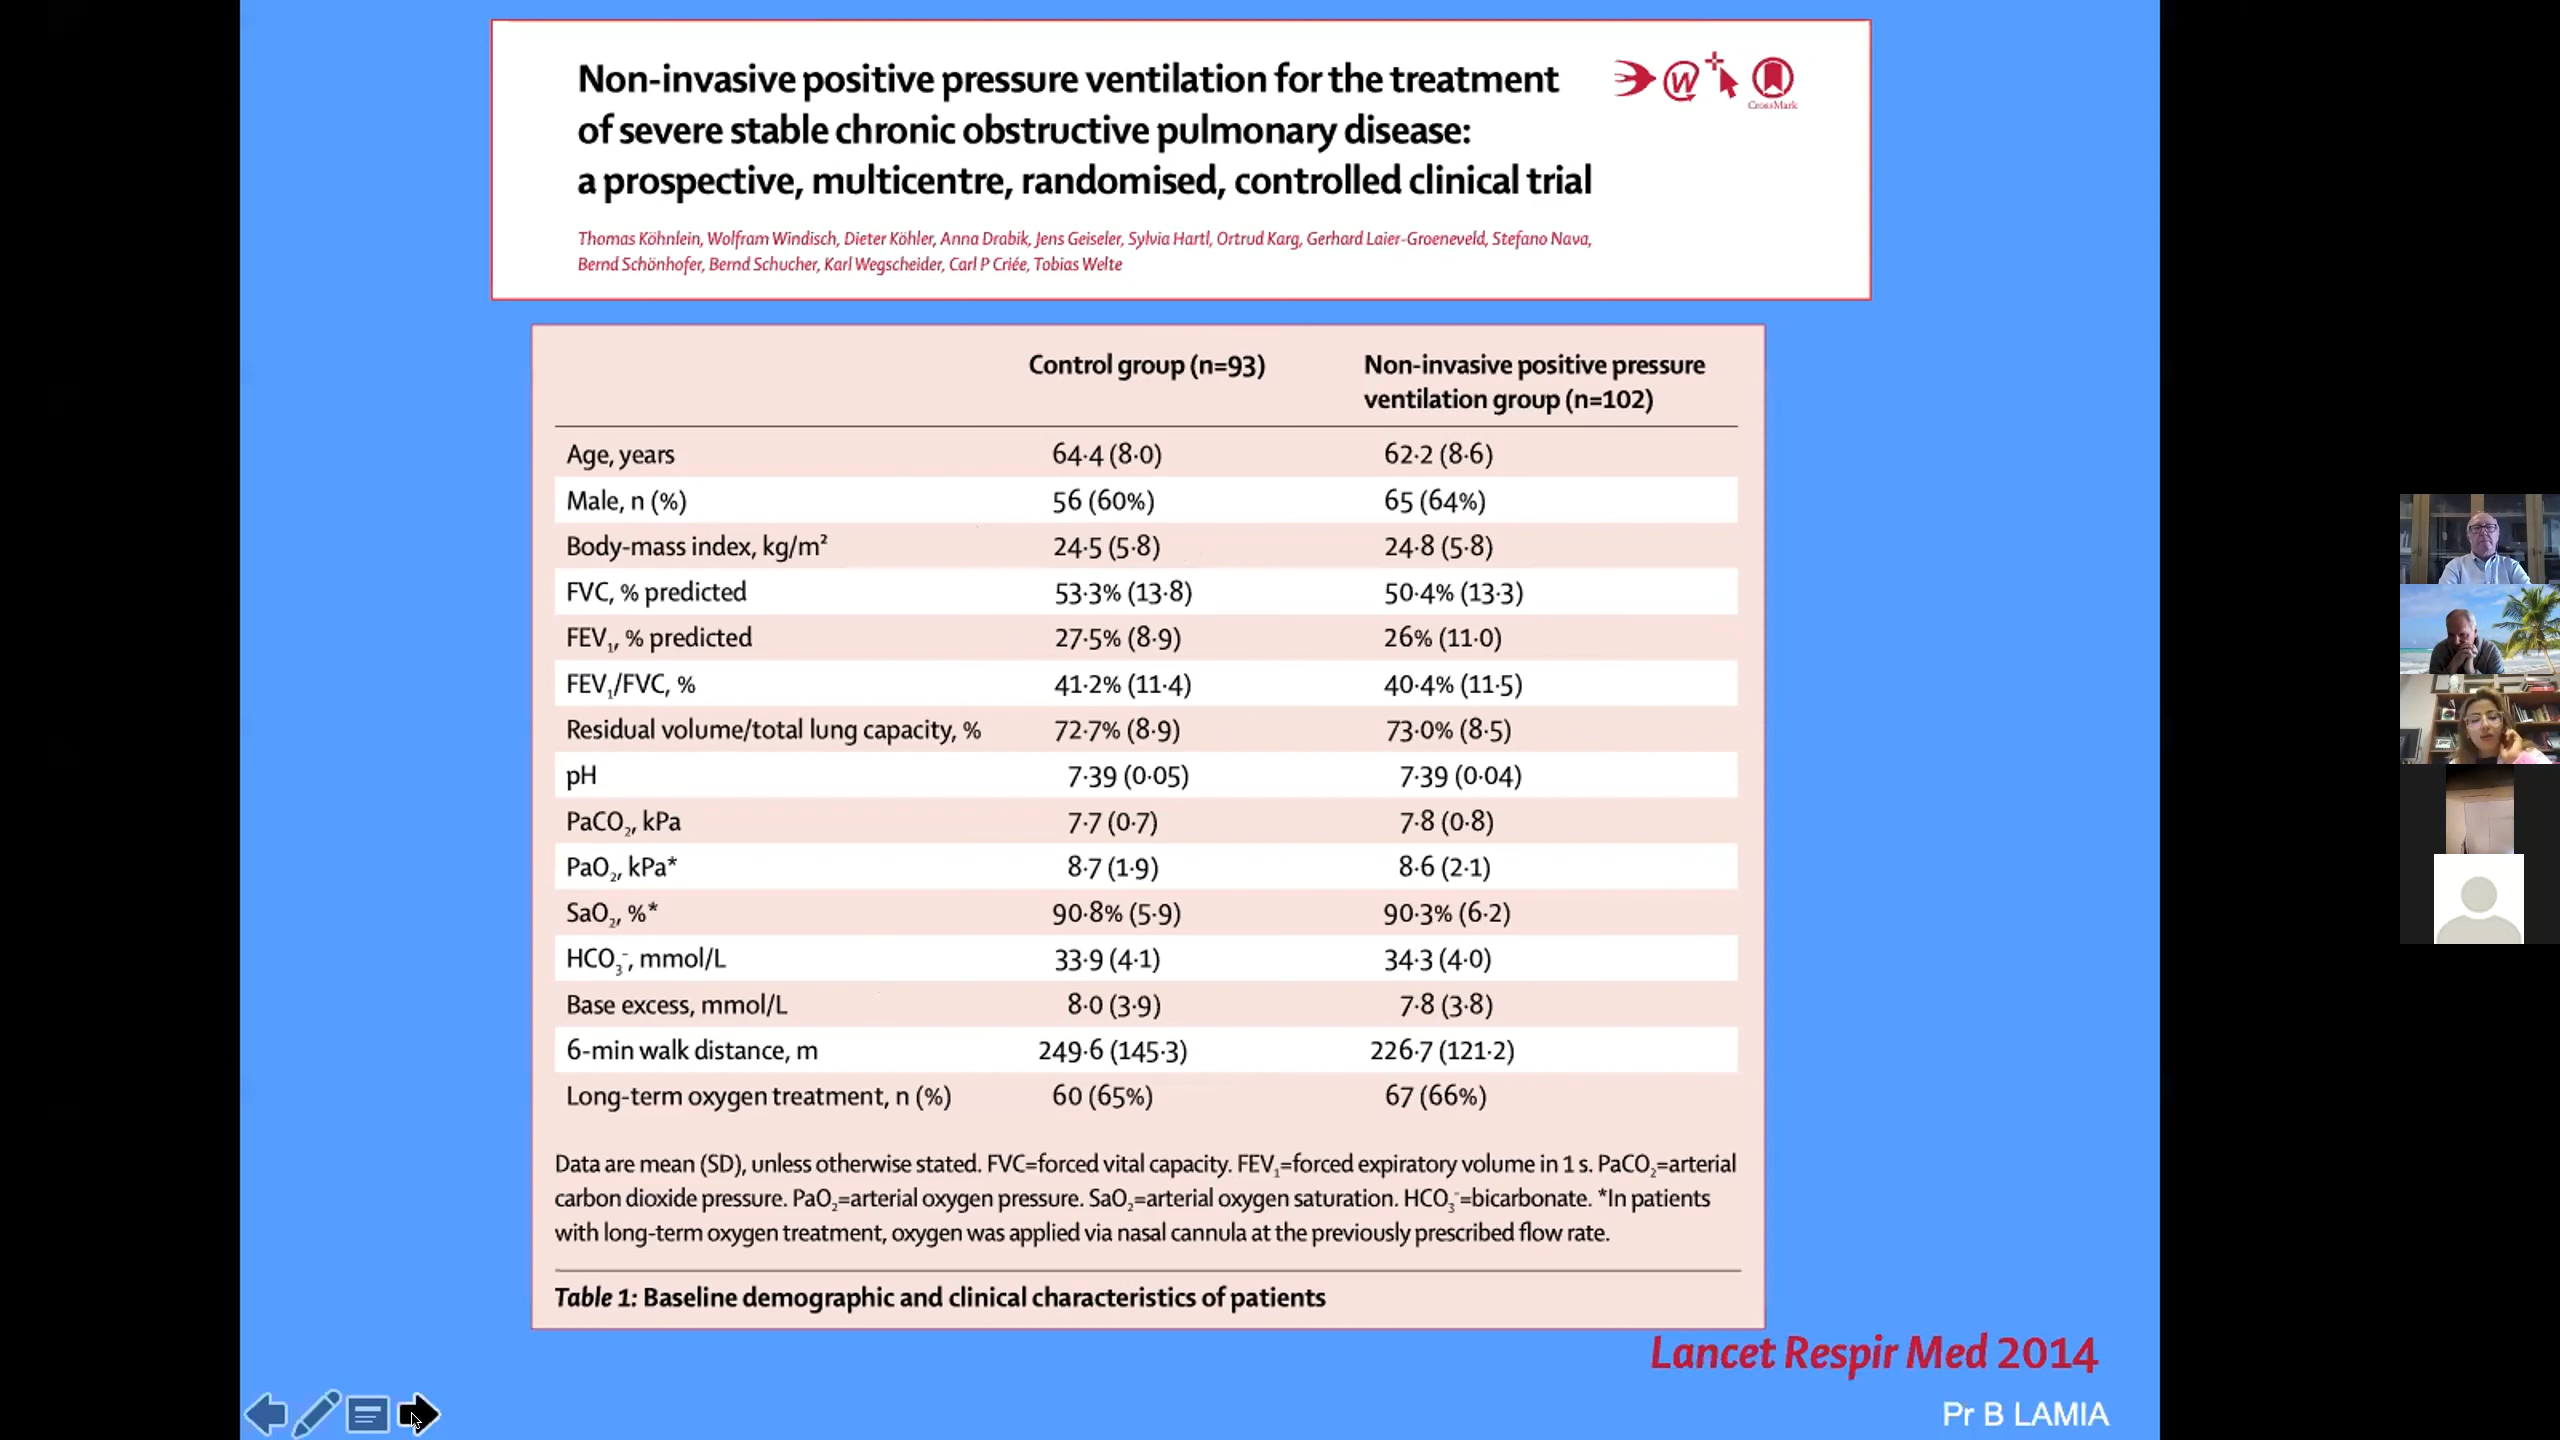 Non-invasive positive pressure ventilation for the treatment
of severe stable chronic obstructive pulmonary disease:
a prospective, multicentre, randomised, controlled clinical trial
W
CrossMark
Thomas Köhnlein, Wolfram Windisch, Dieter Köhler, Anna Drabik, Jens Geiseler, Sylvia Hartl, Ortrud Karg, Gerhard Laier-Groeneveld, Stefano Nava,
Bernd Schönhofer, Bernd Schucher, Karl Wegscheider, Carl P Criée, Tobias Welte
Control group (n=93) Non-invasive positive pressure
ventilation group (n=102)
Age, years 64·4 (8·0) 62·2 (8·6)
Male, n (%) 56 (60%) 65 (64%)
Body-mass index, kg/m² 24·5 (5·8) 24·8 (5·8)
FVC, % predicted 53·3% (13·8) 50·4% (13·3)
FEV₁, % predicted 27·5% (8·9) 26% (11·0)
FEV₁/FVC, % 41·2% (11·4) 40·4% (11·5)
Residual volume/total lung capacity, % 72·7% (8·9) 73·0% (8·5)
pH 7·39 (0·05) 7·39 (0·04)
PaCO₂, kPa 7·7 (0·7) 7·8 (0·8)
PaO₂, kPa* 8·7 (1·9) 8·6 (2·1)
SaO₂, %* 90·8% (5·9) 90·3% (6·2)
HCO₃⁻, mmol/L 33·9 (4·1) 34·3 (4·0)
Base excess, mmol/L 8·0 (3·9) 7·8 (3·8)
6-min walk distance, m 249·6 (145·3) 226·7 (121·2)
Long-term oxygen treatment, n (%) 60 (65%) 67 (66%)
Data are mean (SD), unless otherwise stated. FVC=forced vital capacity. FEV₁=forced expiratory volume in 1 s. PaCO₂=arterial
carbon dioxide pressure. PaO₂=arterial oxygen pressure. SaO₂=arterial oxygen saturation. HCO₃⁻=bicarbonate. *In patients
with long-term oxygen treatment, oxygen was applied via nasal cannula at the previously prescribed flow rate.
Table 1: Baseline demographic and clinical characteristics of patients
Lancet Respir Med 2014
Pr B LAMIA